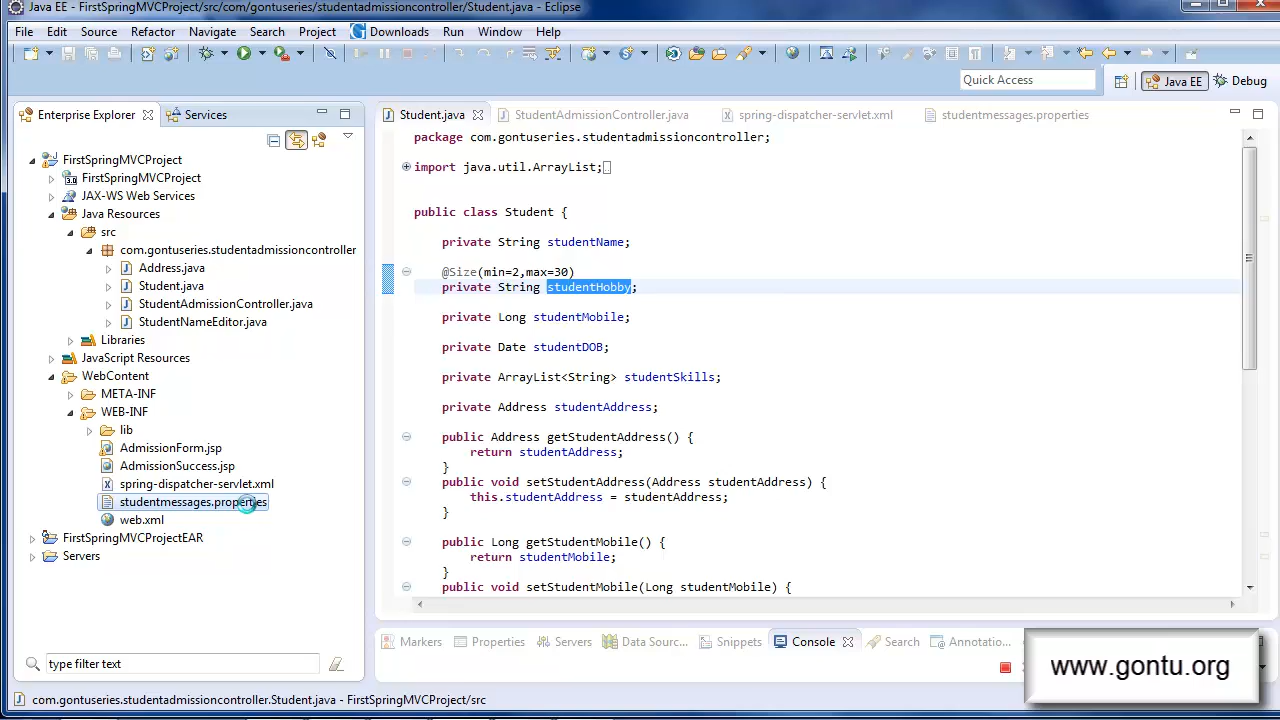 Java EE - FirstSpringMVCProject/src/com/gontuseries/studentadmissioncontroller/Student.java - Eclipse
File Edit Source Refactor Navigate Search Project Downloads Run Window Help
Quick Access
Java EE
Debug
Enterprise Explorer
Services
FirstSpringMVCProject
FirstSpringMVCProject
JAX-WS Web Services
Java Resources
src
com.gontuseries.studentadmissioncontroller
Address.java
Student.java
StudentAdmissionController.java
StudentNameEditor.java
Libraries
JavaScript Resources
WebContent
META-INF
WEB-INF
lib
AdmissionForm.jsp
AdmissionSuccess.jsp
spring-dispatcher-servlet.xml
studentmessages.properties
web.xml
FirstSpringMVCProjectEAR
Servers
type filter text
Student.java
StudentAdmissionController.java
spring-dispatcher-servlet.xml
studentmessages.properties
package com.gontuseries.studentadmissioncontroller;
import java.util.ArrayList;
public class Student {
private String studentName;
@Size(min=2,max=30)
private String studentHobby;
private Long studentMobile;
private Date studentDOB;
private ArrayList<String> studentSkills;
private Address studentAddress;
public Address getStudentAddress() {
return studentAddress;
}
public void setStudentAddress(Address studentAddress) {
this.studentAddress = studentAddress;
}
public Long getStudentMobile() {
return studentMobile;
}
public void setStudentMobile(Long studentMobile) {
Markers
Properties
Servers
Data Sourc...
Snippets
Console
Search
Annotatio...
www.gontu.org
com.gontuseries.studentadmissioncontroller.Student.java - FirstSpringMVCProject/src